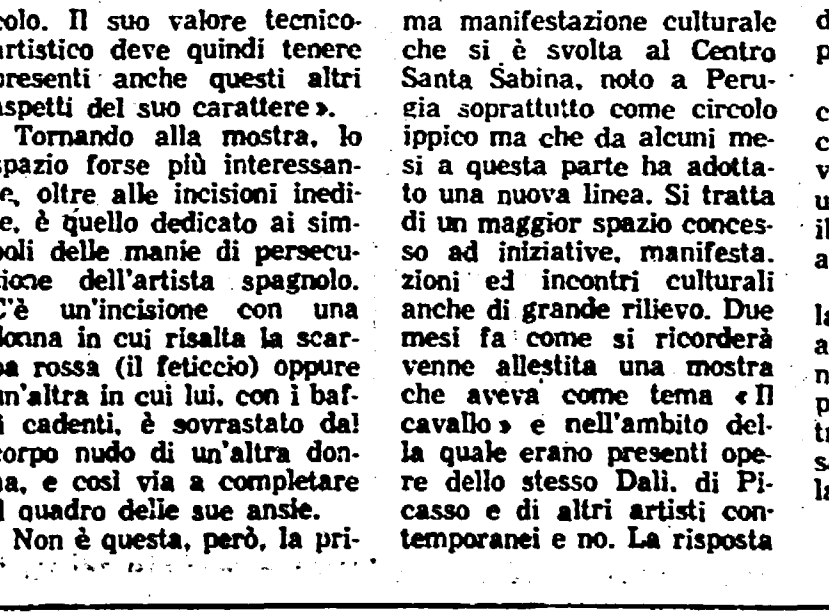 colo. Il suo valore tecnico-
artistico deve quindi tenere
presenti anche questi altri
aspetti del suo carattere».
Tornando alla mostra, lo
spazio forse più interessan-
te, oltre alle incisioni inedi-
te, è quello dedicato ai sim-
boli delle manie di persecu-
zione dell'artista spagnolo.
C'è un'incisione con una
donna in cui risalta la scar-
pa rossa (il feticcio) oppure
un'altra in cui lui, con i baf-
fi cadenti, è sovrastato dal
corpo nudo di un'altra don-
na, e così via a completare
il quadro delle sue ansie.
Non è questa, però, la pri-
ma manifestazione culturale
che si è svolta al Centro
Santa Sabina, noto a Peru-
gia soprattutto come circolo
ippico ma che da alcuni me-
si a questa parte ha adotta-
to una nuova linea. Si tratta
di un maggior spazio conces-
so ad iniziative, manifesta.
zioni ed incontri culturali
anche di grande rilievo. Due
mesi fa come si ricorderà
venne allestita una mostra
che aveva come tema «Il
cavallo» e nell'ambito del-
la quale erano presenti ope-
re dello stesso Dalì, di Pi-
casso e di altri artisti con-
temporanei e no. La risposta